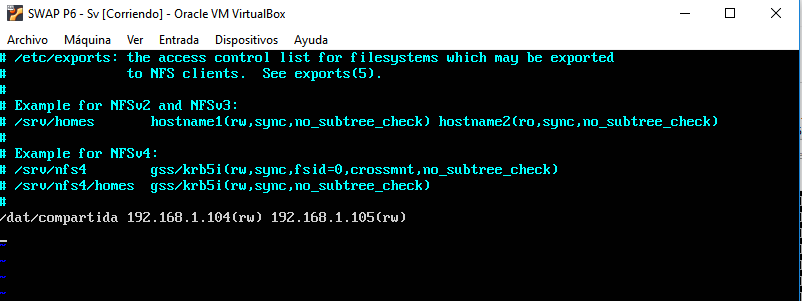 SWAP P6 - Sv [Corriendo] - Oracle VM VirtualBox
Archivo Máquina Ver Entrada Dispositivos Ayuda
# /etc/exports: the access control list for filesystems which may be exported
#               to NFS clients.  See exports(5).
#
# Example for NFSv2 and NFSv3:
# /srv/homes       hostname1(rw,sync,no_subtree_check) hostname2(ro,sync,no_subtree_check)
#
# Example for NFSv4:
# /srv/nfs4        gss/krb5i(rw,sync,fsid=0,crossmnt,no_subtree_check)
# /srv/nfs4/homes  gss/krb5i(rw,sync,no_subtree_check)
#
/dat/compartida 192.168.1.104(rw) 192.168.1.105(rw)
~
~
~